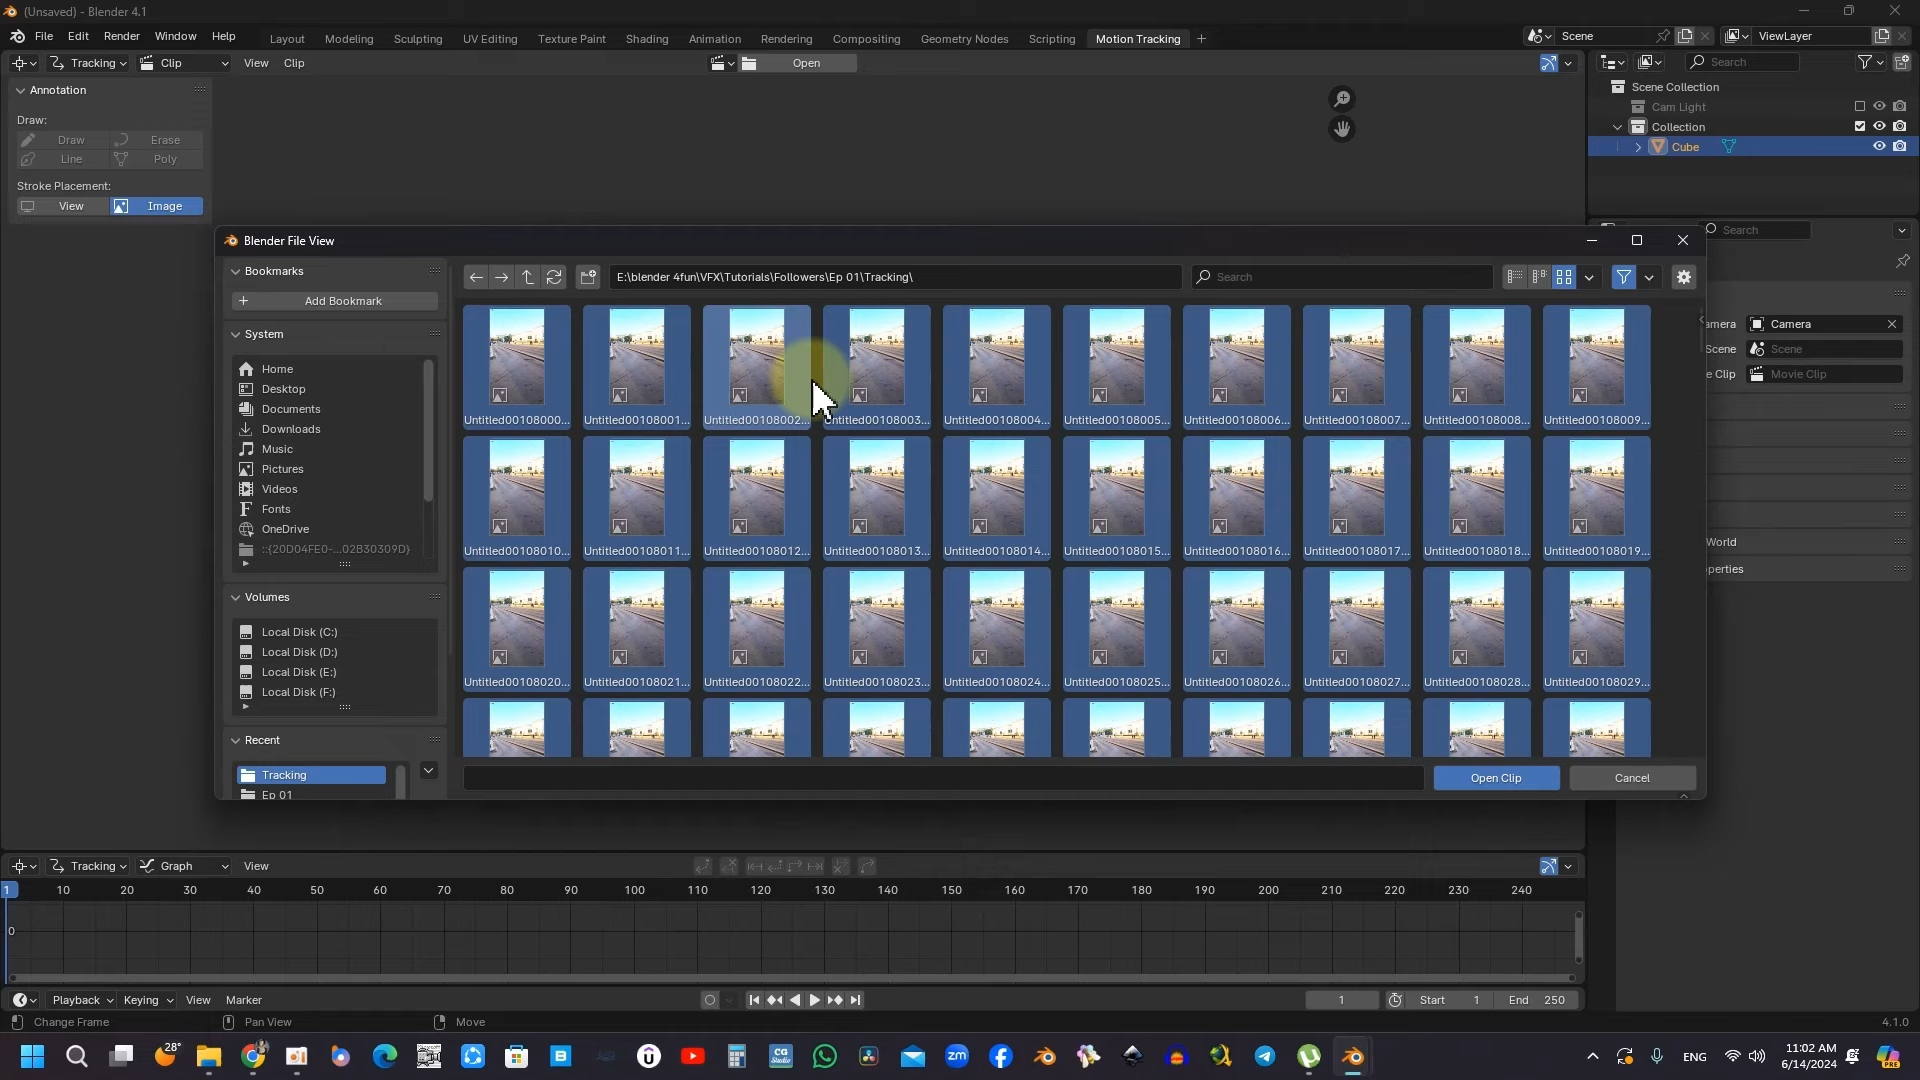 (Unsaved) - Blender 4.1
File Edit Render Window Help Layout Modeling Sculpting UV Editing Texture Paint Shading Animation Rendering Compositing Geometry Nodes Scripting Motion Tracking + Scene ViewLayer
Tracking Clip View Clip Open Search
Annotation
Scene Collection
Draw:
Cam Light
Draw Erase
Collection
Line Poly
Cube
Stroke Placement:
View Image
Search
Blender File View
Bookmarks
E:\blender 4fun\VFX\Tutorials\Followers\Ep 01\Tracking\ Search
+ Add Bookmark
System
amera Camera
Scene Scene
e Clip Movie Clip
Home
Desktop
Documents
Untitled00108000... Untitled00108001... Untitled00108002... Untitled00108003... Untitled00108004... Untitled00108005... Untitled00108006... Untitled00108007... Untitled00108008... Untitled00108009...
Downloads
Music
Pictures
Videos
Fonts
OneDrive
::{20D04FE0-...02B30309D}
Untitled00108010... Untitled00108011... Untitled00108012... Untitled00108013... Untitled00108014... Untitled00108015... Untitled00108016... Untitled00108017... Untitled00108018... Untitled00108019...
World
perties
Volumes
Local Disk (C:)
Local Disk (D:)
Local Disk (E:)
Local Disk (F:)
Untitled00108020... Untitled00108021... Untitled00108022... Untitled00108023... Untitled00108024... Untitled00108025... Untitled00108026... Untitled00108027... Untitled00108028... Untitled00108029...
Recent
Tracking
Ep 01
Open Clip Cancel
Tracking Graph View
1 10 20 30 40 50 60 70 80 90 100 110 120 130 140 150 160 170 180 190 200 210 220 230 240
0
Playback Keying View Marker 1 Start 1 End 250
Change Frame Pan View Move 4.1.0
28° ENG 11:02 AM
6/14/2024